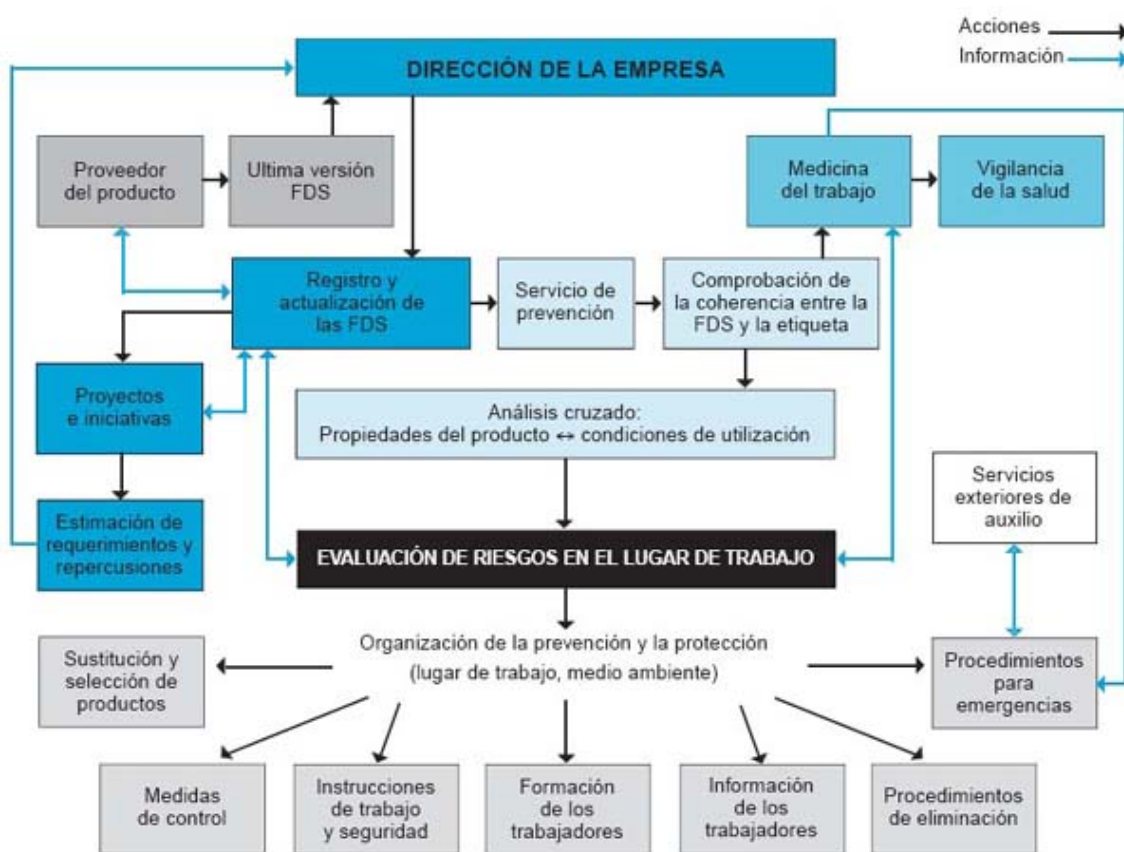 Acciones
Información
DIRECCIÓN DE LA EMPRESA
Proveedor
del producto
Ultima versión
FDS
Medicina
del trabajo
Vigilancia
de la salud
Registro y
actualización de
las FDS
Servicio de
prevención
Comprobación de
la coherencia entre la
FDS y la etiqueta
Proyectos
e iniciativas
Análisis cruzado:
Propiedades del producto ↔ condiciones de utilización
Servicios
exteriores de
auxilio
Estimación de
requerimientos y
repercusiones
EVALUACIÓN DE RIESGOS EN EL LUGAR DE TRABAJO
Organización de la prevención y la protección
(lugar de trabajo, medio ambiente)
Sustitución y
selección de
productos
Procedimientos
para
emergencias
Medidas
de control
Instrucciones
de trabajo
y seguridad
Formación
de los
trabajadores
Información
de los
trabajadores
Procedimientos
de eliminación